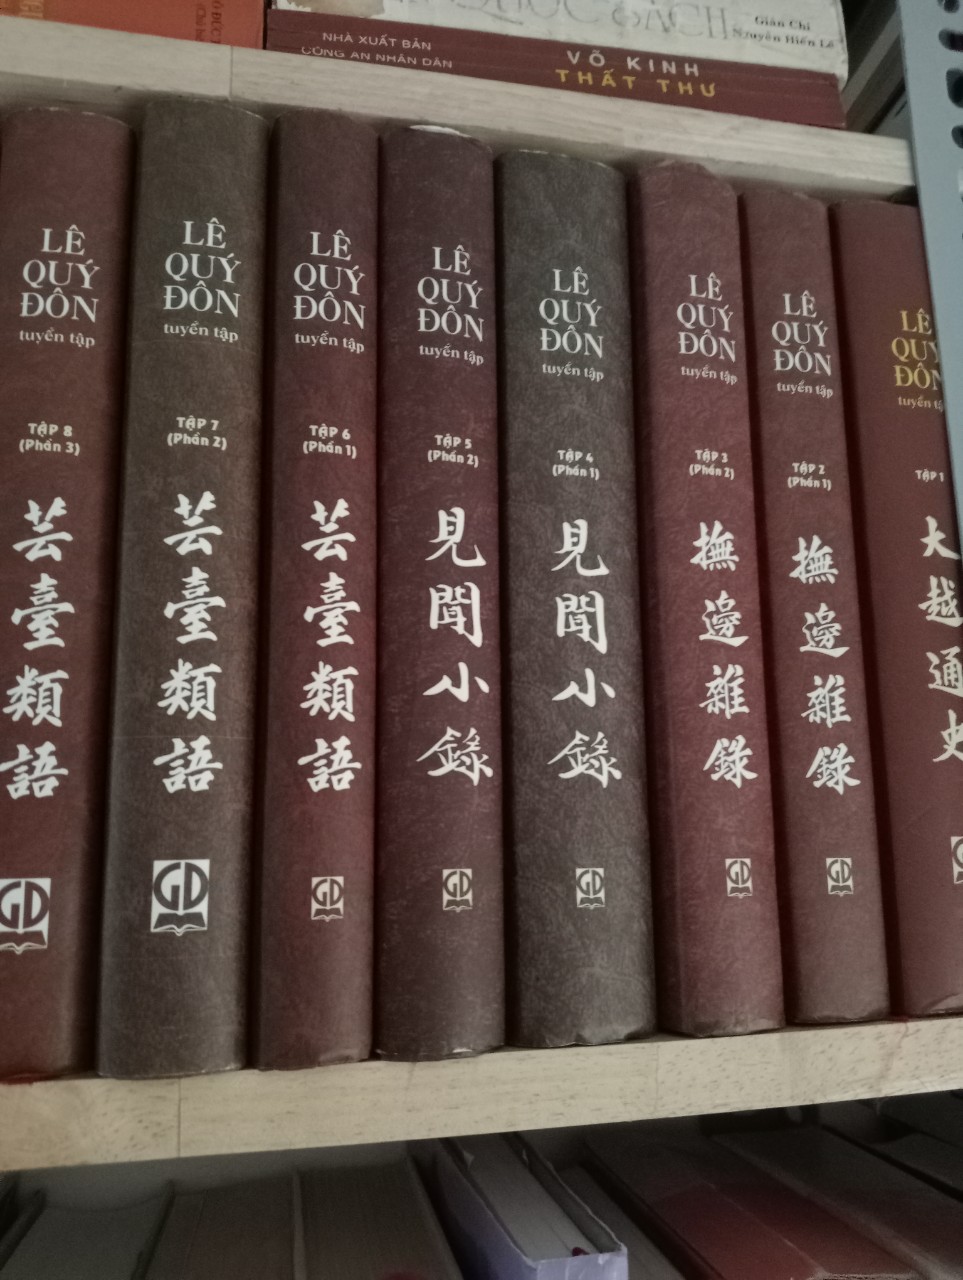 Giản Chi
Nguyễn Hiến Lê
NHÀ XUẤT BẢN
CÔNG AN NHÂN DÂN
VÕ KINH
THẤT THƯ
LÊ
QUÝ
ĐÔN
tuyển tập
TẬP 8
(Phần 3)
芸臺類語
GD
LÊ
QUÝ
ĐÔN
tuyển tập
TẬP 7
(Phần 2)
芸臺類語
GD
LÊ
QUÝ
ĐÔN
tuyển tập
TẬP 6
(Phần 1)
芸臺類語
GD
LÊ
QUÝ
ĐÔN
tuyển tập
TẬP 5
(Phần 2)
見聞小錄
GD
LÊ
QUÝ
ĐÔN
tuyển tập
TẬP 4
(Phần 1)
見聞小錄
GD
LÊ
QUÝ
ĐÔN
tuyển tập
TẬP 3
(Phần 2)
撫邊雜錄
GD
LÊ
QUÝ
ĐÔN
tuyển tập
TẬP 2
(Phần 1)
撫邊雜錄
GD
LÊ
QUÝ
ĐÔN
tuyển
TẬP 1
大越通史